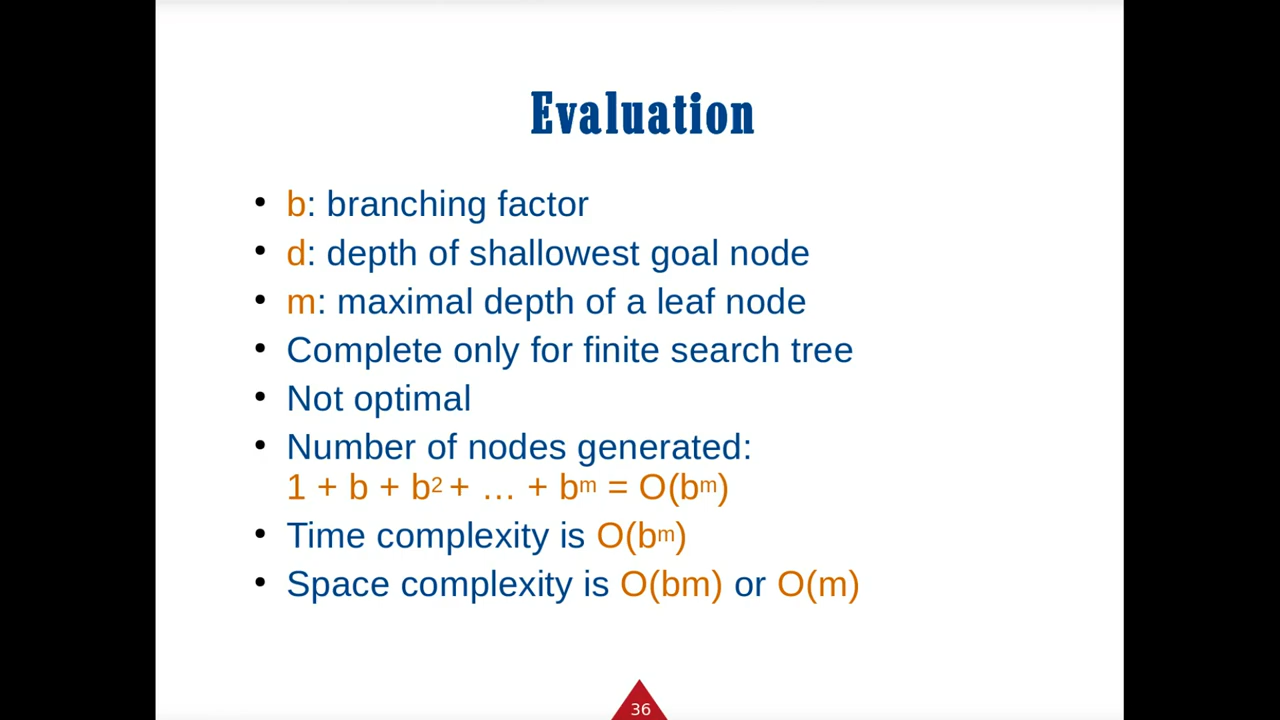 Evaluation
• b: branching factor
• d: depth of shallowest goal node
• m: maximal depth of a leaf node
• Complete only for finite search tree
• Not optimal
• Number of nodes generated:
1 + b + b² + … + bᵐ = O(bᵐ)
• Time complexity is O(bᵐ)
• Space complexity is O(bm) or O(m)
36